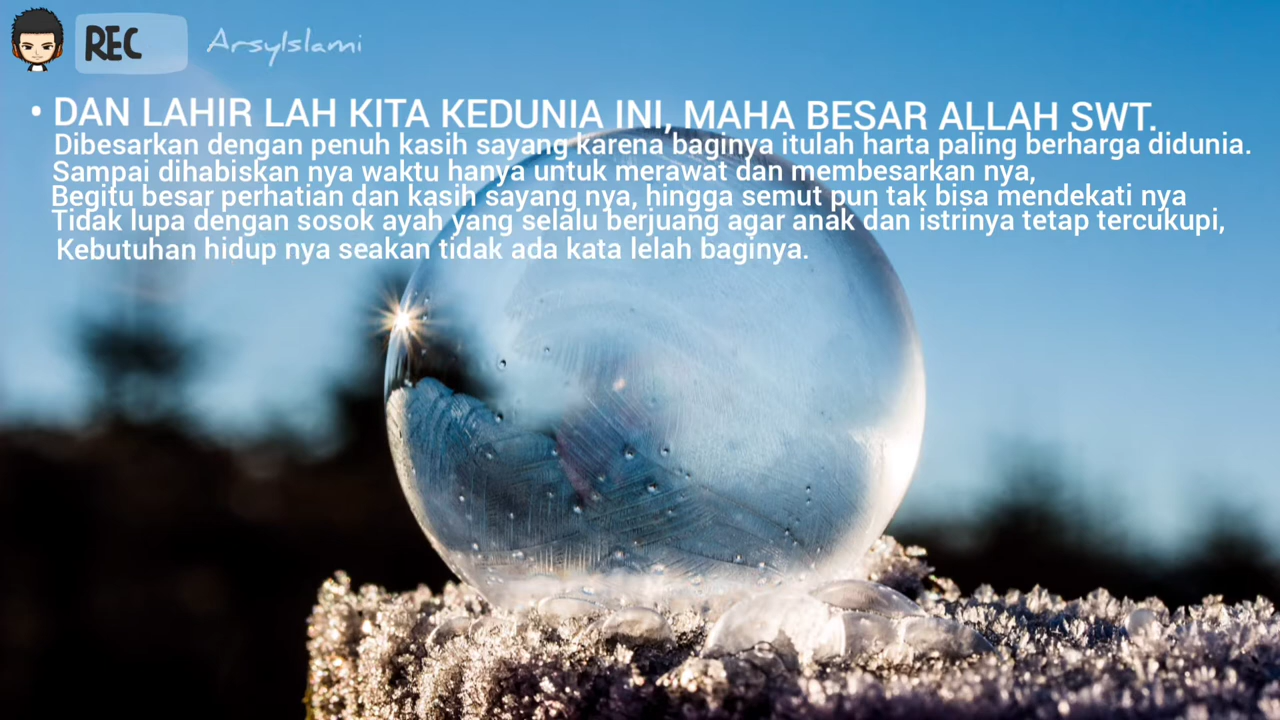 REC
ArsyIslami
• DAN LAHIR LAH KITA KEDUNIA INI, MAHA BESAR ALLAH SWT.
Dibesarkan dengan penuh kasih sayang karena baginya itulah harta paling berharga didunia.
Sampai dihabiskan nya waktu hanya untuk merawat dan membesarkan nya,
Begitu besar perhatian dan kasih sayang nya, hingga semut pun tak bisa mendekati nya
Tidak lupa dengan sosok ayah yang selalu berjuang agar anak dan istrinya tetap tercukupi,
Kebutuhan hidup nya seakan tidak ada kata lelah baginya.